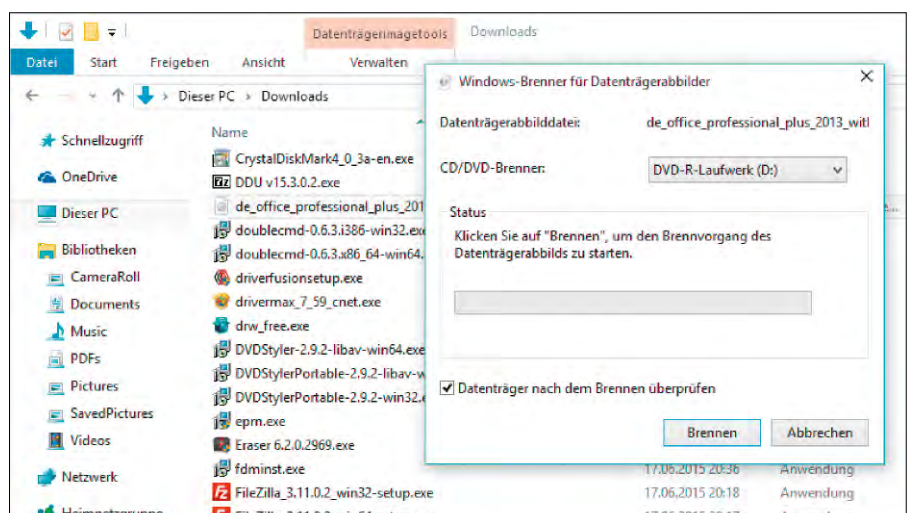 Datenträgerimagetools Downloads
Datei Start Freigeben Ansicht Verwalten
Dieser PC > Downloads
Schnellzugriff
OneDrive
Dieser PC
Bibliotheken
CameraRoll
Documents
Music
PDFs
Pictures
SavedPictures
Videos
Netzwerk
Name
CrystalDiskMark4_0_3a-en.exe
DDU v15.3.0.2.exe
de_office_professional_plus_201
doublecmd-0.6.3.i386-win32.ex
doublecmd-0.6.3.x86_64-win64.
driverfusionsetup.exe
drivermax_7_59_cnet.exe
drw_free.exe
DVDStyler-2.9.2-libav-win64.exe
DVDStylerPortable-2.9.2-libav-w
DVDStylerPortable-2.9.2-win32.e
epm.exe
Eraser 6.2.0.2969.exe
fdminst.exe 17.06.2015 20:36 Anwendung
FileZilla_3.11.0.2_win32-setup.exe 17.06.2015 20:18 Anwendung
Windows-Brenner für Datenträgerabbilder
Datenträgerabbilddatei: de_office_professional_plus_2013_with
CD/DVD-Brenner: DVD-R-Laufwerk (D:)
Status
Klicken Sie auf "Brennen", um den Brennvorgang des
Datenträgerabbilds zu starten.
Datenträger nach dem Brennen überprüfen
Brennen Abbrechen